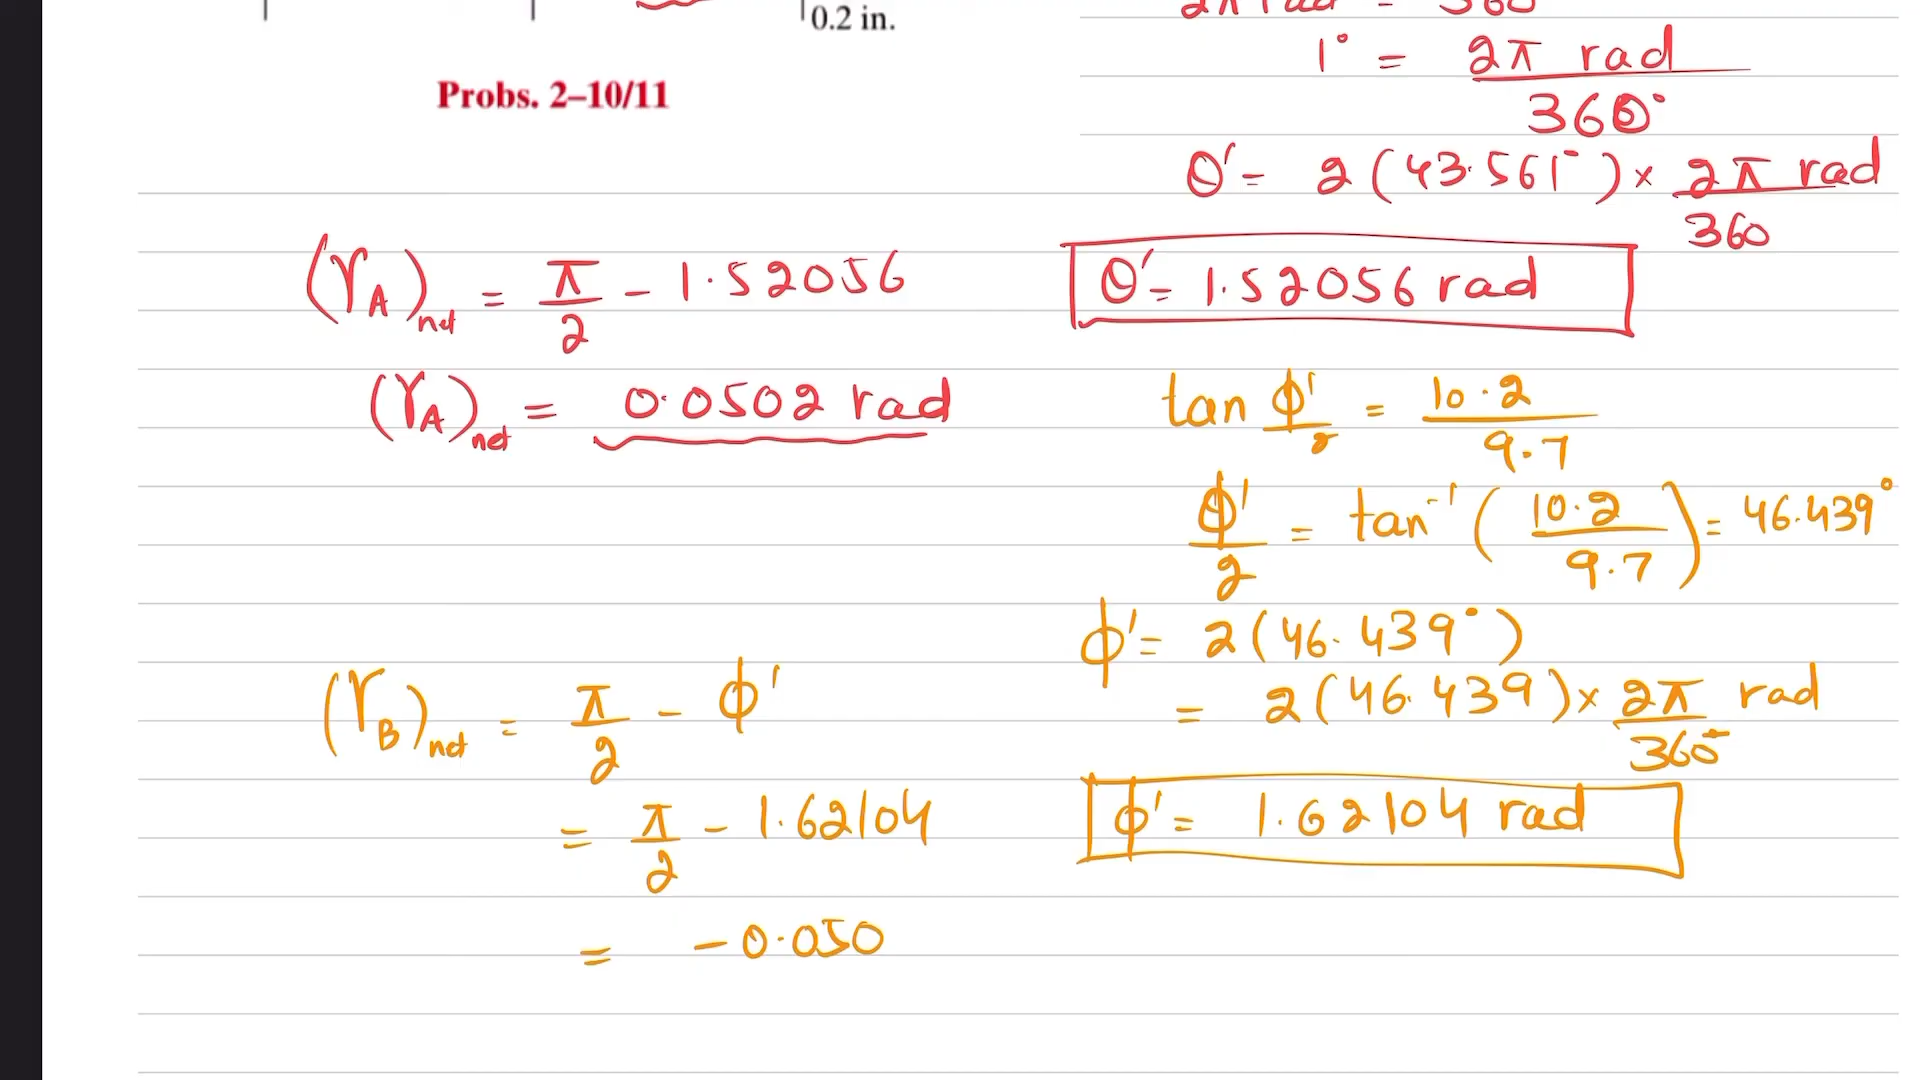 0.2 in.
Probs. 2–10/11
1° = 2π rad / 360°
θ' = 2(43.561°) × 2π rad / 360
(γA)net = π/2 - 1.52056
θ' = 1.52056 rad
(γA)net = 0.0502 rad
tan φ'/2 = 10.2 / 9.7
φ'/2 = tan⁻¹(10.2 / 9.7) = 46.439°
φ' = 2(46.439°)
= 2(46.439) × 2π / 360° rad
(γB)net = π/2 - φ'
φ' = 1.62104 rad
= π/2 - 1.62104
= -0.050